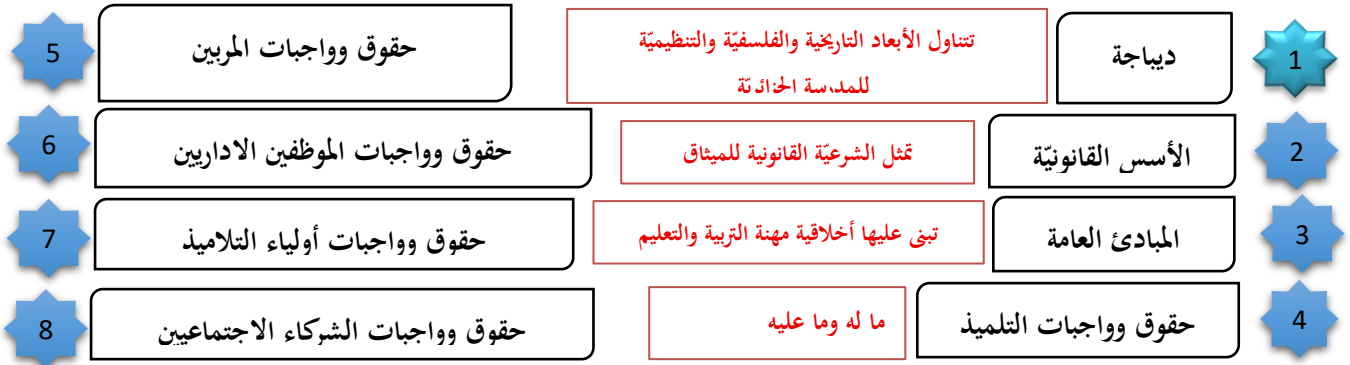 1
ديباجة
تتناول الأبعاد التاريخية والفلسفيّة والتنظيميّة
للمدرسة الجزائريّة
2
الأسس القانونيّة
تمثل الشرعيّة القانونية للميثاق
3
المبادئ العامة
تبنى عليها أخلاقية مهنة التربية والتعليم
4
حقوق وواجبات التلميذ
ما له وما عليه
5
حقوق وواجبات المربين
6
حقوق وواجبات الموظفين الاداريين
7
حقوق وواجبات أولياء التلاميذ
8
حقوق وواجبات الشركاء الاجتماعيين